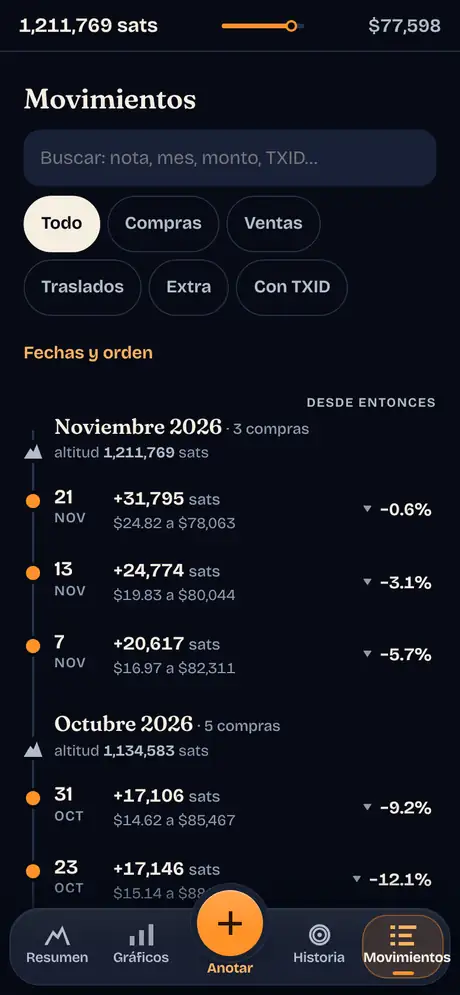 1,211,769 sats
$77,598
Movimientos
Buscar: nota, mes, monto, TXID...
Todo
Compras
Ventas
Traslados
Extra
Con TXID
Fechas y orden
DESDE ENTONCES
Noviembre 2026 · 3 compras
altitud 1,211,769 sats
21 +31,795 sats
NOV $24.82 a $78,063
▼ -0.6%
13 +24,774 sats
NOV $19.83 a $80,044
▼ -3.1%
7 +20,617 sats
NOV $16.97 a $82,311
▼ -5.7%
Octubre 2026 · 5 compras
altitud 1,134,583 sats
31 +17,106 sats
OCT $14.62 a $85,467
▼ -9.2%
23 +17,146 sats
OCT $15.14 a
▼ -12.1%
Resumen
Gráficos
+
Anotar
Historia
Movimientos